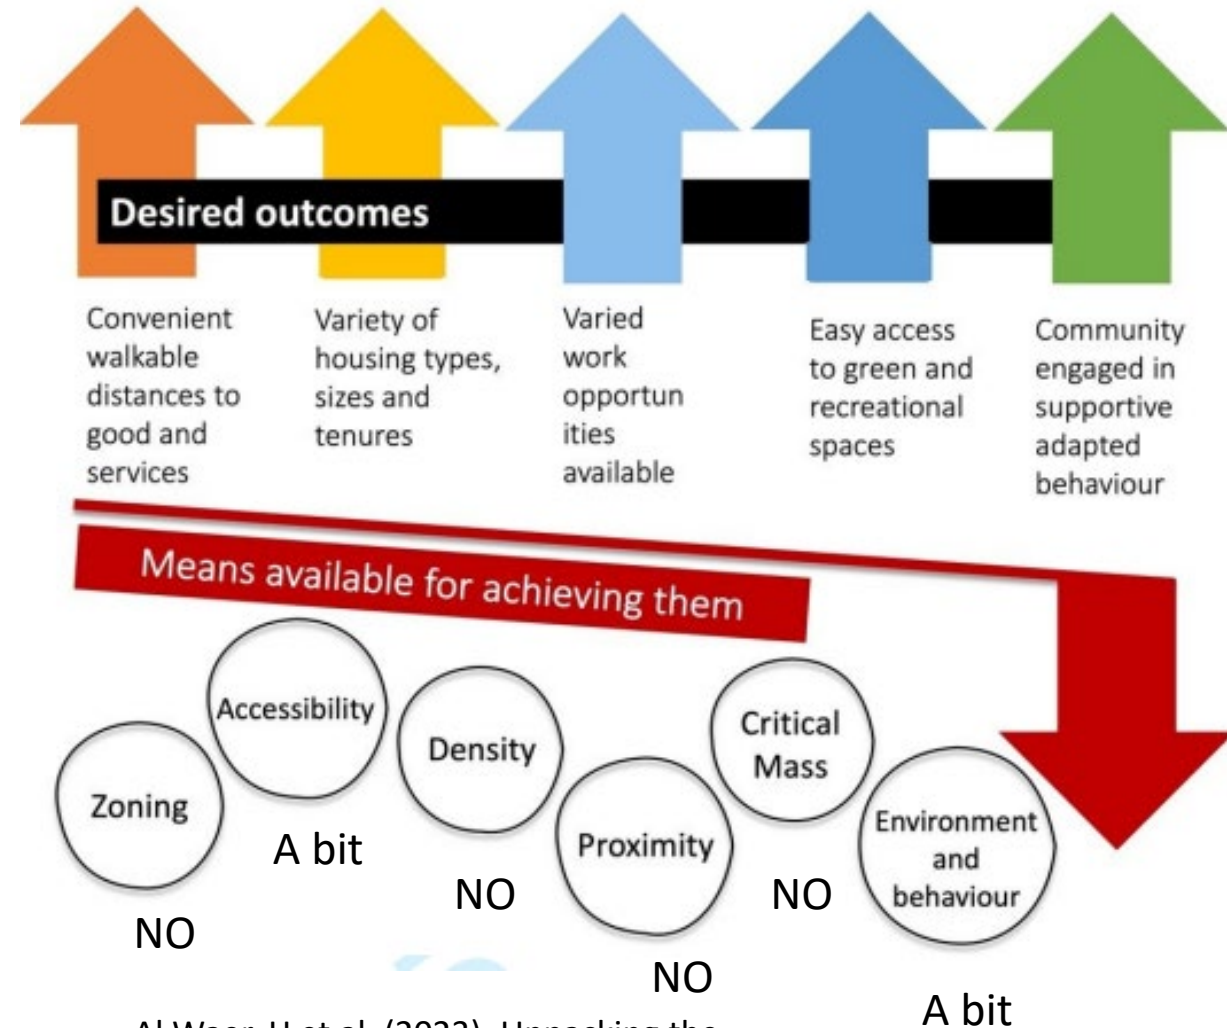 Desired outcomes
Convenient
walkable
distances to
good and
services
Variety of
housing types,
sizes and
tenures
Varied
work
opportun
ities
available
Easy access
to green and
recreational
spaces
Community
engaged in
supportive
adapted
behaviour
Means available for achieving them
Zoning
NO
Accessibility
A bit
Density
NO
Proximity
NO
Critical
Mass
NO
Environment
and
behaviour
A bit